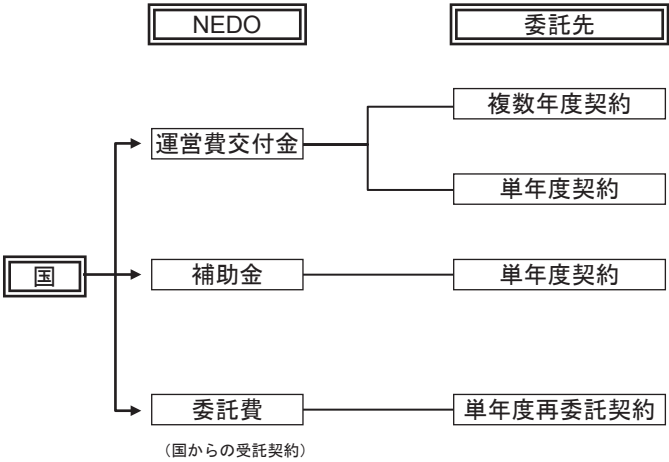 NEDO
委託先
複数年度契約
運営費交付金
単年度契約
国
補助金
単年度契約
委託費
単年度再委託契約
(国からの受託契約)